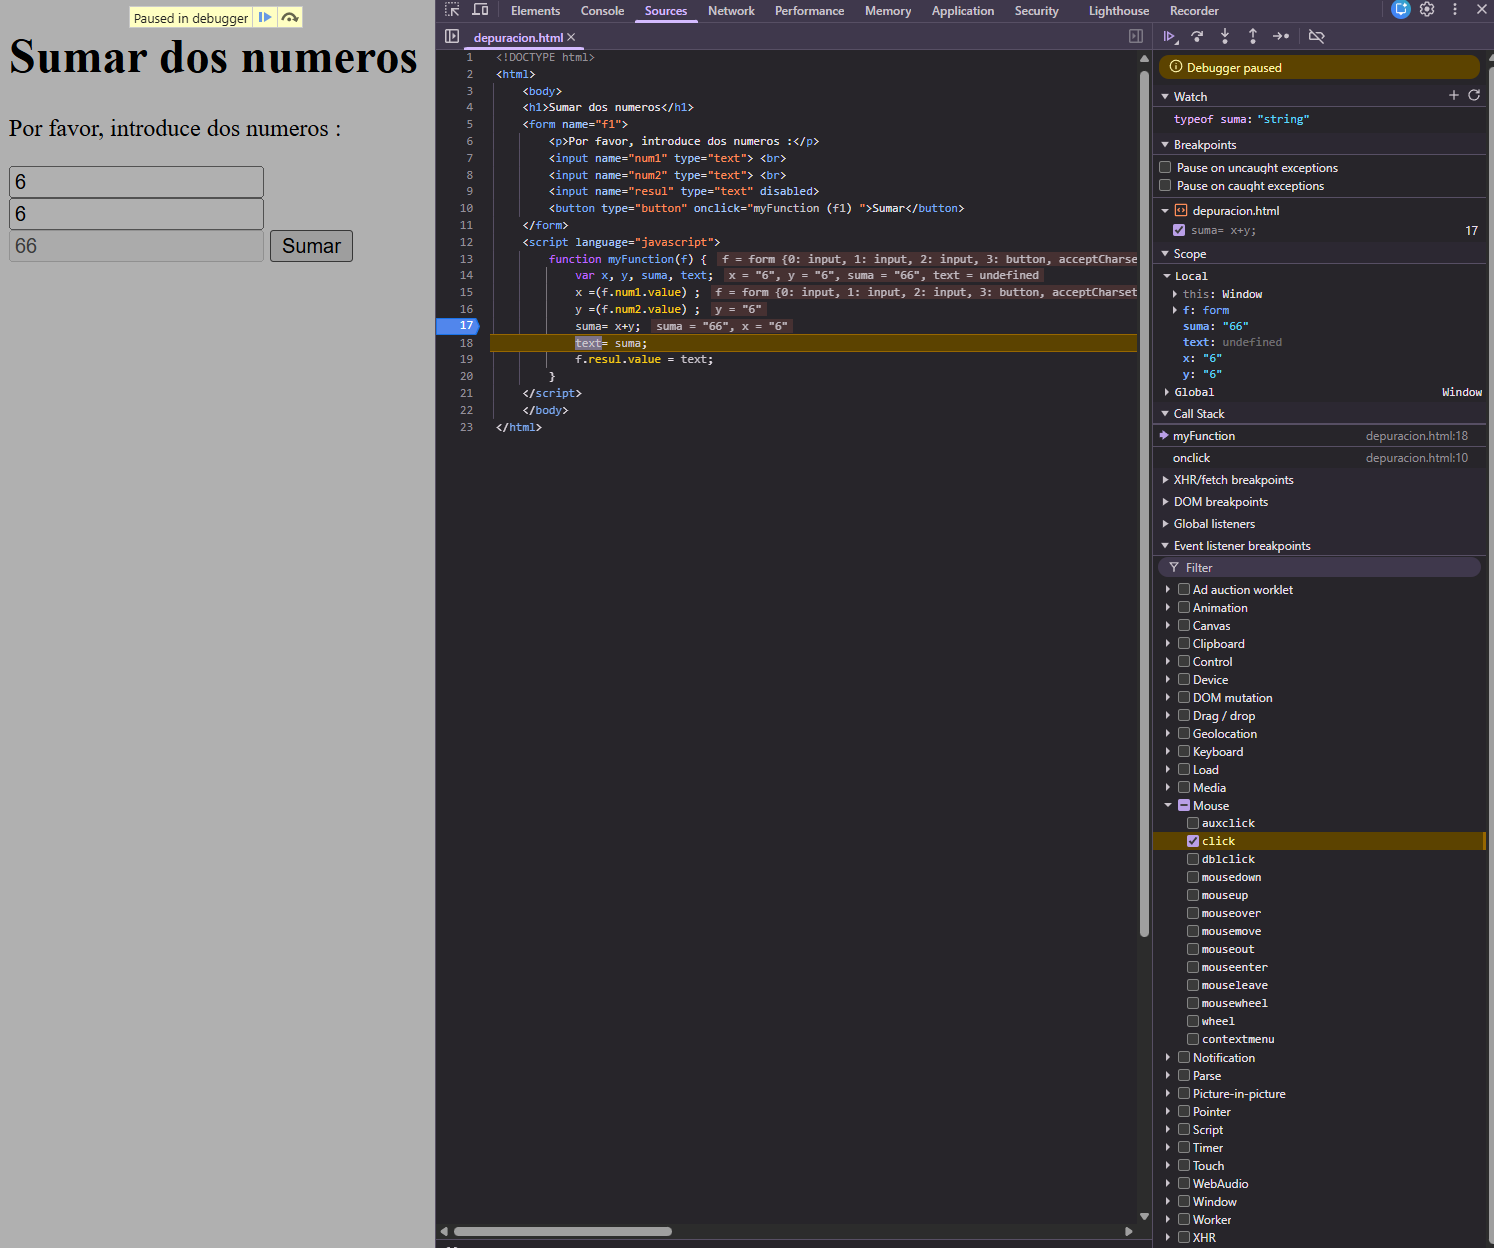 Paused in debugger
Sumar dos numeros
Por favor, introduce dos numeros :
6
6
66
Sumar
Elements Console Sources Network Performance Memory Application Security Lighthouse Recorder
depuracion.html
1 <!DOCTYPE html>
2 <html>
3 <body>
4 <h1>Sumar dos numeros</h1>
5 <form name="f1">
6 <p>Por favor, introduce dos numeros :</p>
7 <input name="num1" type="text"> <br>
8 <input name="num2" type="text"> <br>
9 <input name="resul" type="text" disabled>
10 <button type="button" onclick="myFunction (f1) ">Sumar</button>
11 </form>
12 <script language="javascript">
13 function myFunction(f) { f = form {0: input, 1: input, 2: input, 3: button, acceptCharset
14 var x, y, suma, text; x = "6", y = "6", suma = "66", text = undefined
15 x =(f.num1.value) ; f = form {0: input, 1: input, 2: input, 3: button, acceptCharset
16 y =(f.num2.value) ; y = "6"
17 suma= x+y; suma = "66", x = "6"
18 text= suma;
19 f.resul.value = text;
20 }
21 </script>
22 </body>
23 </html>
Debugger paused
Watch
typeof suma: "string"
Breakpoints
Pause on uncaught exceptions
Pause on caught exceptions
depuracion.html
suma= x+y; 17
Scope
Local
this: Window
f: form
suma: "66"
text: undefined
x: "6"
y: "6"
Global Window
Call Stack
myFunction depuracion.html:18
onclick depuracion.html:10
XHR/fetch breakpoints
DOM breakpoints
Global listeners
Event listener breakpoints
Filter
Ad auction worklet
Animation
Canvas
Clipboard
Control
Device
DOM mutation
Drag / drop
Geolocation
Keyboard
Load
Media
Mouse
auxclick
click
dblclick
mousedown
mouseup
mouseover
mousemove
mouseout
mouseenter
mouseleave
mousewheel
wheel
contextmenu
Notification
Parse
Picture-in-picture
Pointer
Script
Timer
Touch
WebAudio
Window
Worker
XHR